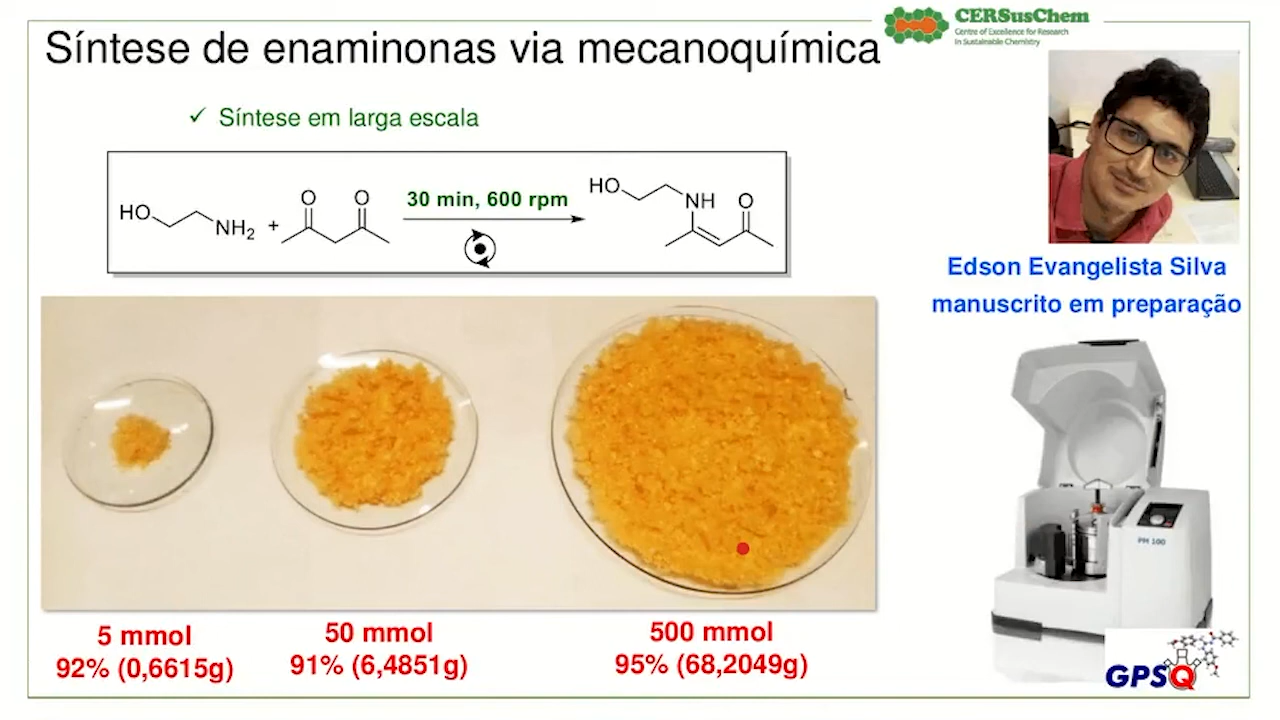 CERSusChem
Centre of Excellence for Research
in Sustainable Chemistry
Síntese de enaminonas via mecanoquímica
✓ Síntese em larga escala
HO
NH2
+
O O
30 min, 600 rpm
HO
NH
O
Edson Evangelista Silva
manuscrito em preparação
PM 100
5 mmol
92% (0,6615g)
50 mmol
91% (6,4851g)
500 mmol
95% (68,2049g)
GPSQ